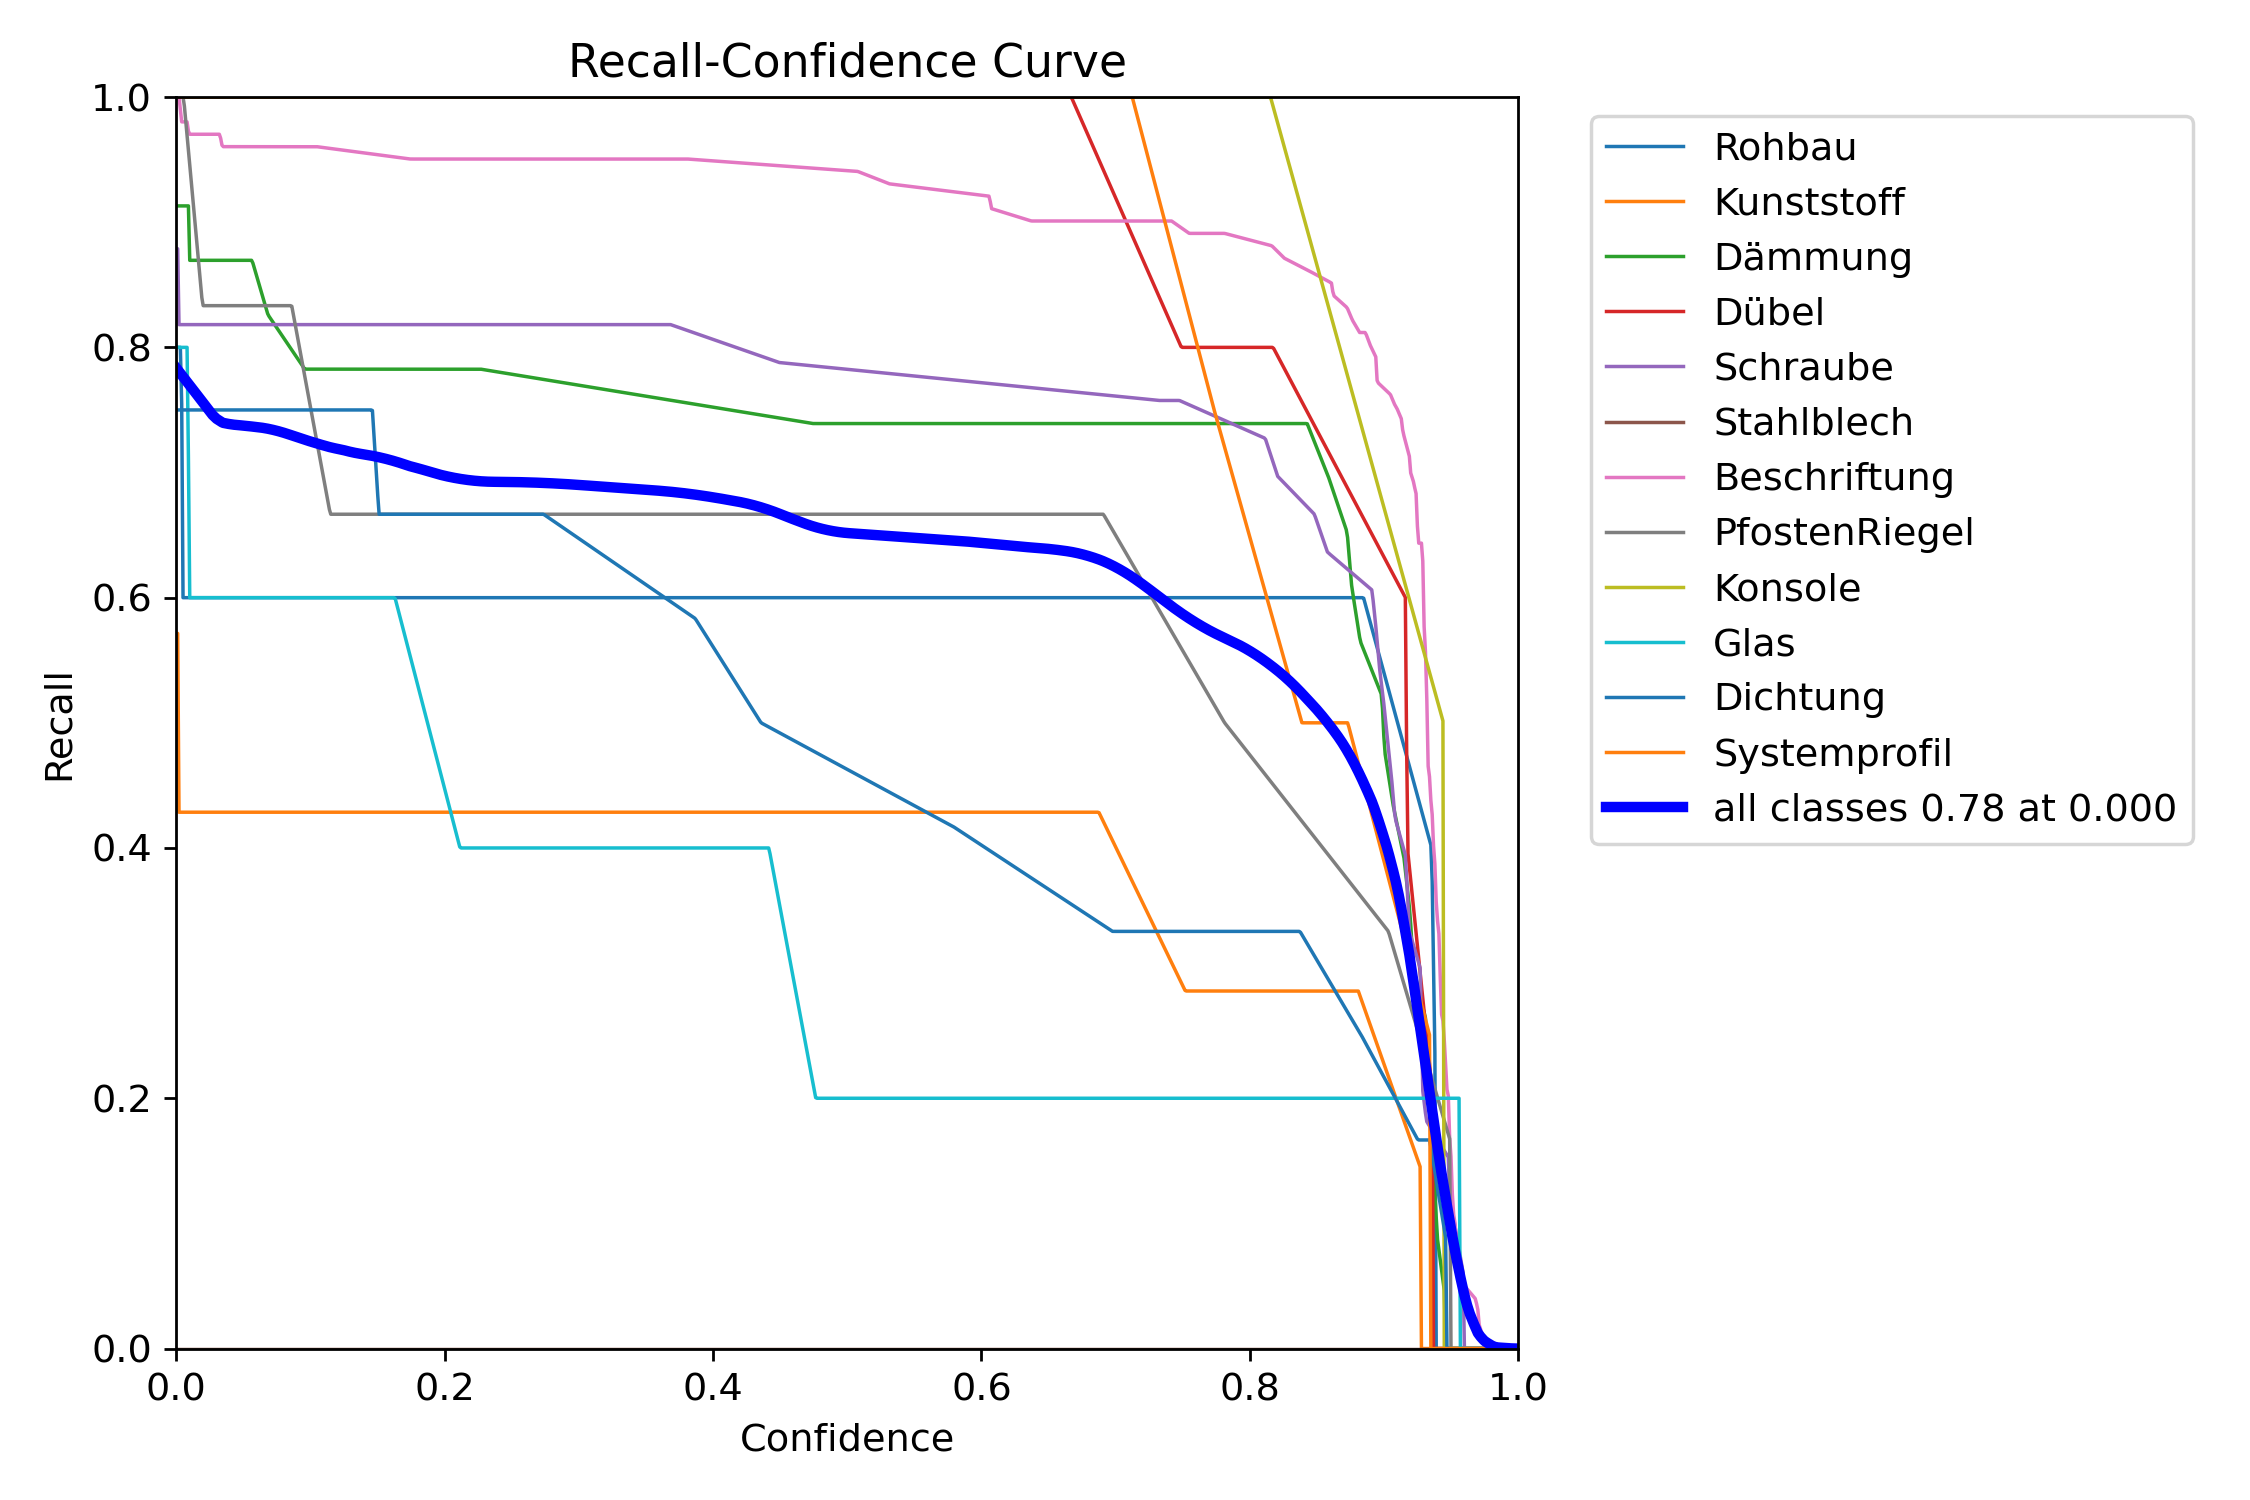 Recall-Confidence Curve
1.0
0.8
0.6
0.4
0.2
0.0
Recall
0.0 0.2 0.4 0.6 0.8 1.0
Confidence
Rohbau
Kunststoff
Dämmung
Dübel
Schraube
Stahlblech
Beschriftung
PfostenRiegel
Konsole
Glas
Dichtung
Systemprofil
all classes 0.78 at 0.000